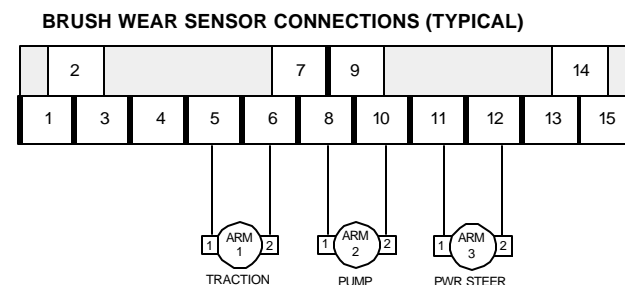 BRUSH WEAR SENSOR CONNECTIONS (TYPICAL)
2 7 9 14
1 3 4 5 6 8 10 11 12 13 15
1 ARM 1 2 1 ARM 2 2 1 ARM 3 2
TRACTION PUMP PWR STEER